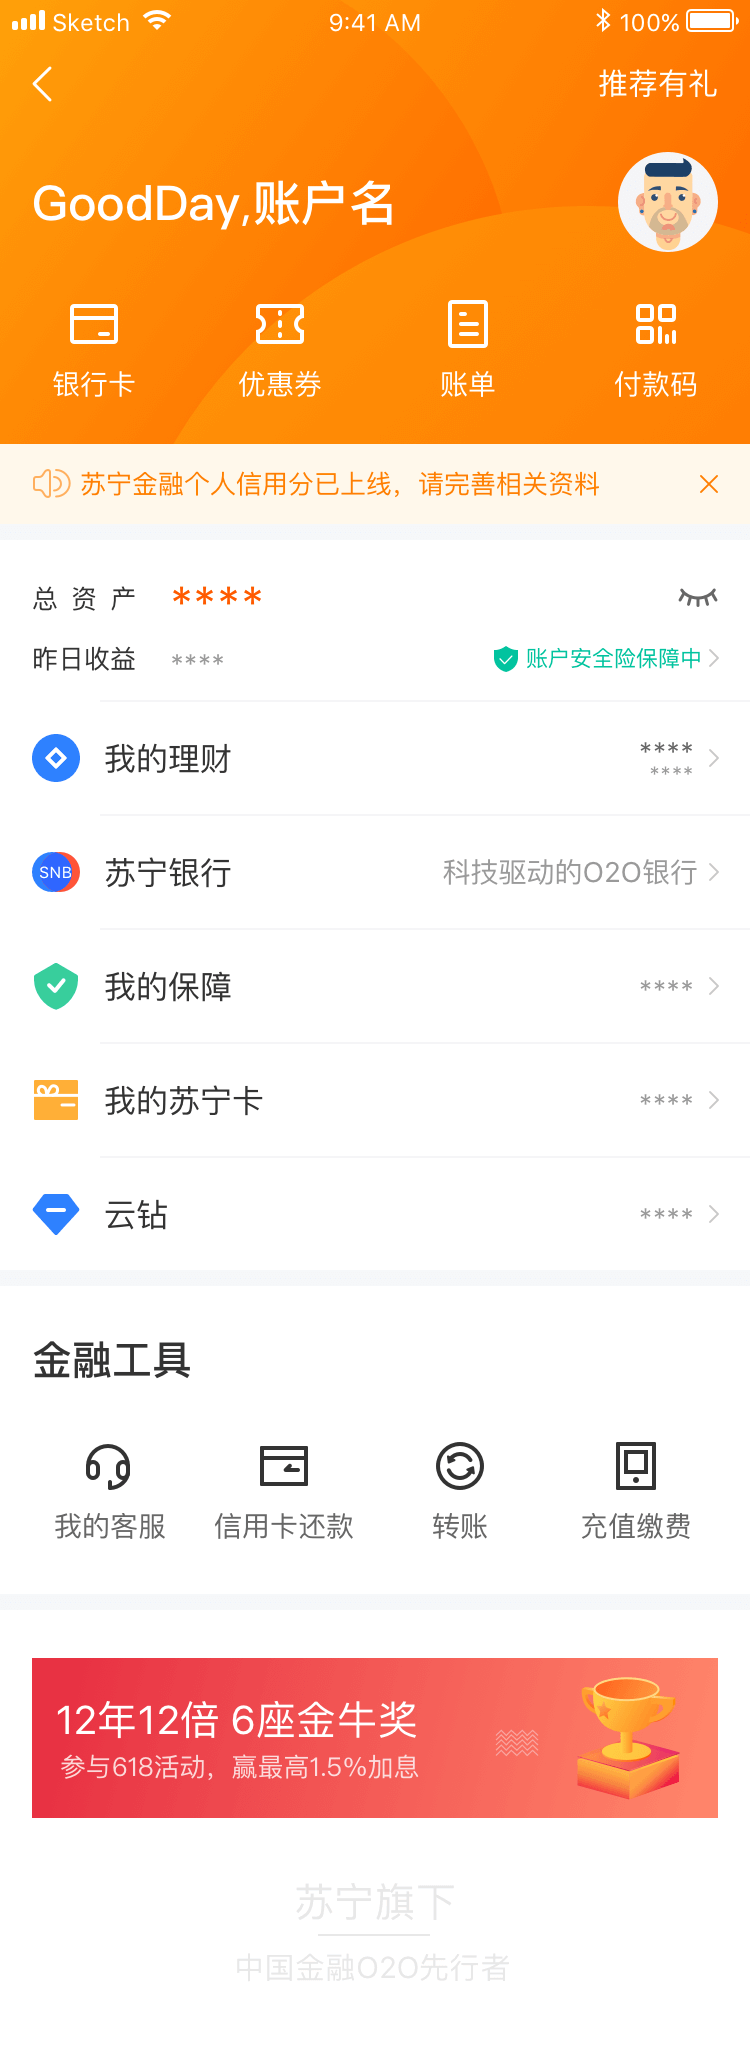 Sketch 9:41 AM 100%
推荐有礼
GoodDay,账户名
银行卡 优惠券 账单 付款码
苏宁金融个人信用分已上线，请完善相关资料
总资产 ****
昨日收益 **** 账户安全险保障中
我的理财 ****
****
SNB 苏宁银行 科技驱动的O2O银行
我的保障 ****
我的苏宁卡 ****
云钻 ****
金融工具
我的客服 信用卡还款 转账 充值缴费
12年12倍 6座金牛奖
参与618活动，赢最高1.5%加息
苏宁旗下
中国金融O2O先行者